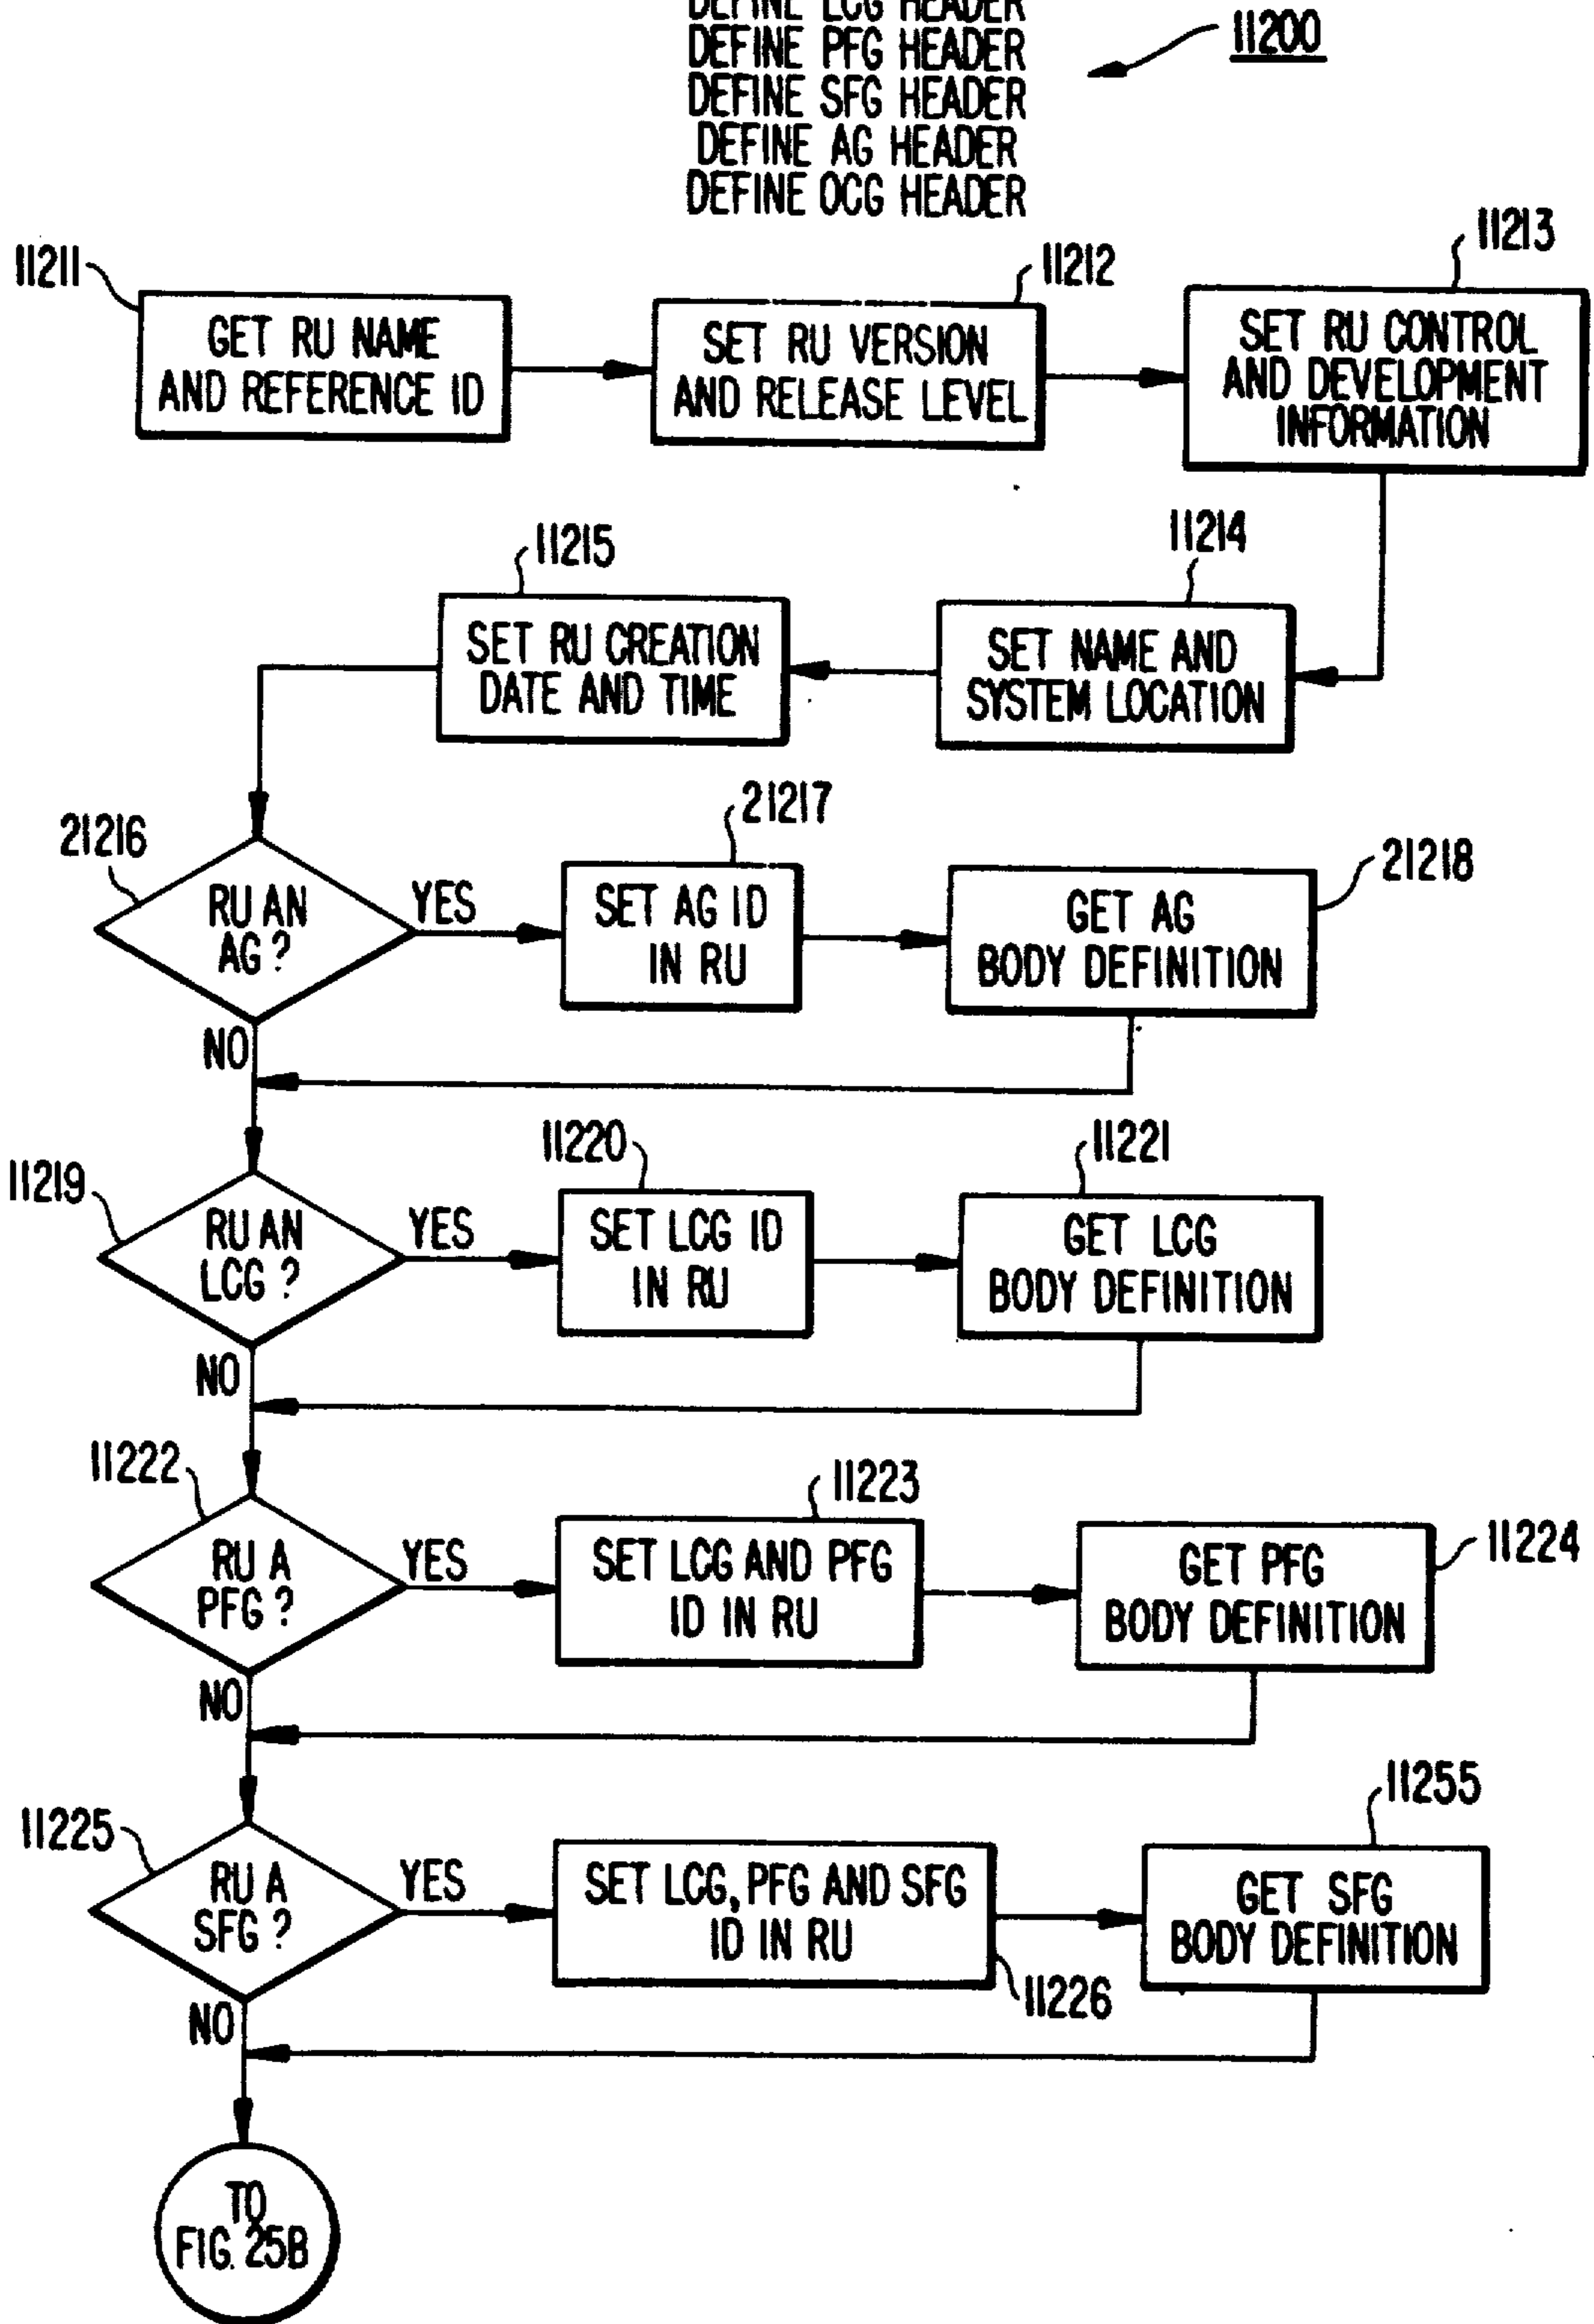 DEFINE LCG HEADER
DEFINE PFG HEADER
DEFINE SFG HEADER
DEFINE AG HEADER
DEFINE OCG HEADER
11200
11211
GET RU NAME
AND REFERENCE ID
11212
SET RU VERSION
AND RELEASE LEVEL
11213
SET RU CONTROL
AND DEVELOPMENT
INFORMATION
11215
SET RU CREATION
DATE AND TIME
11214
SET NAME AND
SYSTEM LOCATION
21216
RU AN
AG ?
YES
NO
21217
SET AG ID
IN RU
21218
GET AG
BODY DEFINITION
11219
RU AN
LCG ?
YES
NO
11220
SET LCG ID
IN RU
11221
GET LCG
BODY DEFINITION
11222
RU A
PFG ?
YES
NO
11223
SET LCG AND PFG
ID IN RU
11224
GET PFG
BODY DEFINITION
11225
RU A
SFG ?
YES
NO
SET LCG, PFG AND SFG
ID IN RU
11226
11255
GET SFG
BODY DEFINITION
TO
FIG. 25B